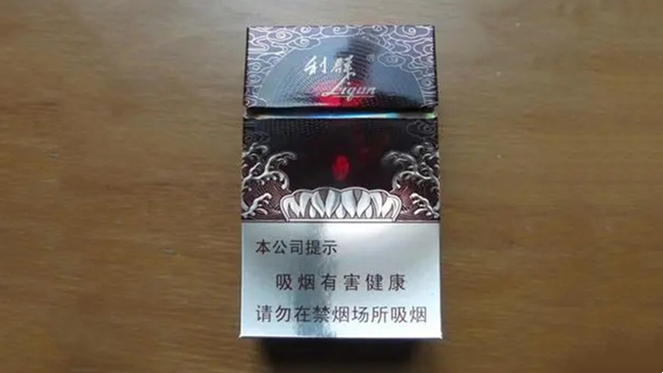 利群®
Liqun
本公司提示
吸烟有害健康
请勿在禁烟场所吸烟